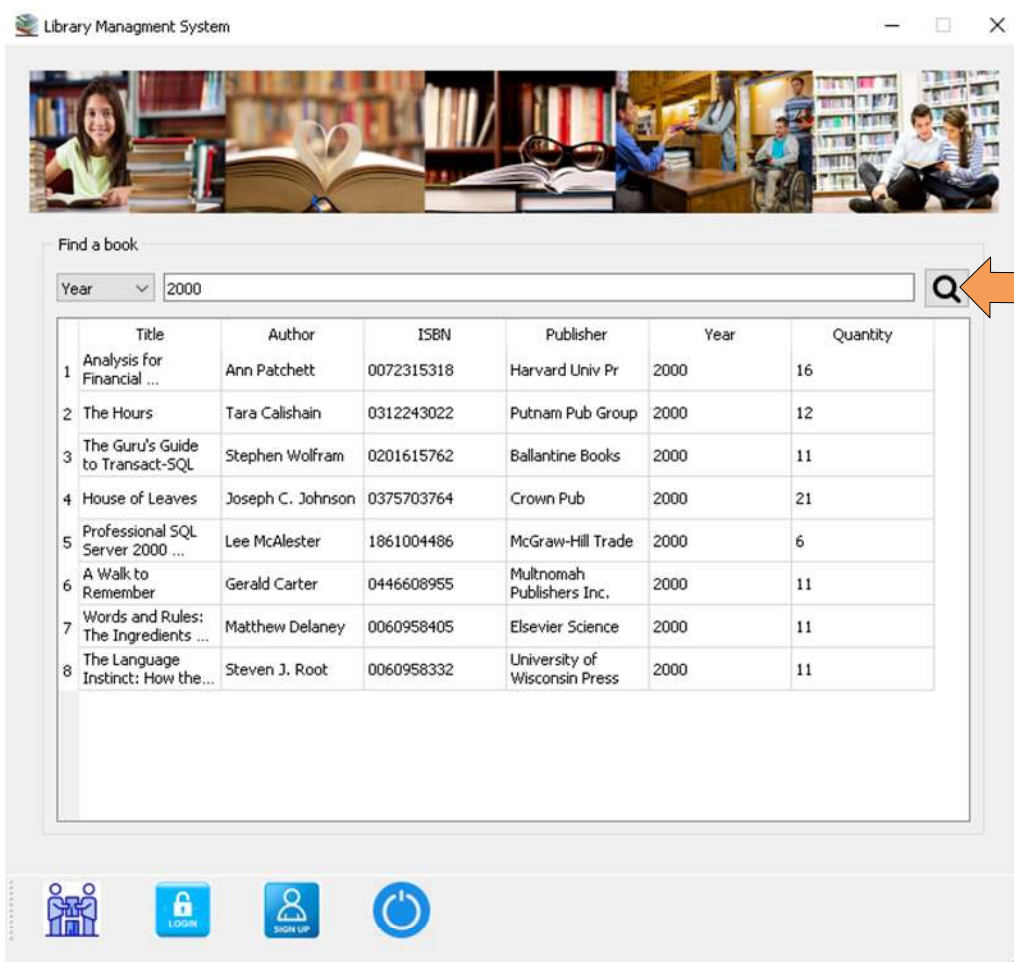 Library Managment System
Find a book
Year 2000
Title Author ISBN Publisher Year Quantity
1 Analysis for Financial ... Ann Patchett 0072315318 Harvard Univ Pr 2000 16
2 The Hours Tara Calishain 0312243022 Putnam Pub Group 2000 12
3 The Guru's Guide to Transact-SQL Stephen Wolfram 0201615762 Ballantine Books 2000 11
4 House of Leaves Joseph C. Johnson 0375703764 Crown Pub 2000 21
5 Professional SQL Server 2000 ... Lee McAlester 1861004486 McGraw-Hill Trade 2000 6
6 A Walk to Remember Gerald Carter 0446608955 Multnomah Publishers Inc. 2000 11
7 Words and Rules: The Ingredients ... Matthew Delaney 0060958405 Elsevier Science 2000 11
8 The Language Instinct: How the... Steven J. Root 0060958332 University of Wisconsin Press 2000 11
LOGIN
SIGN UP